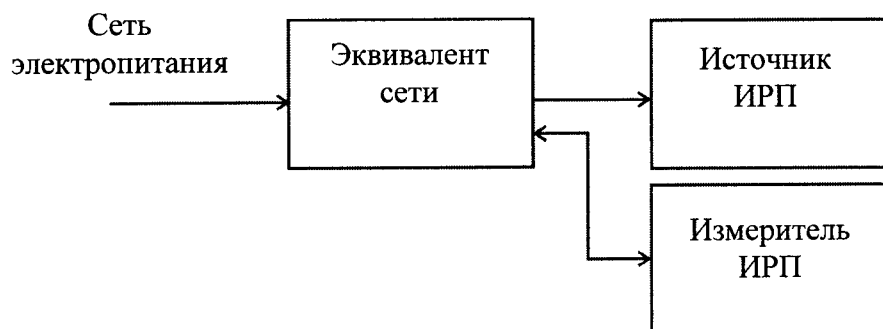 Сеть
электропитания
Эквивалент
сети
Источник
ИРП
Измеритель
ИРП